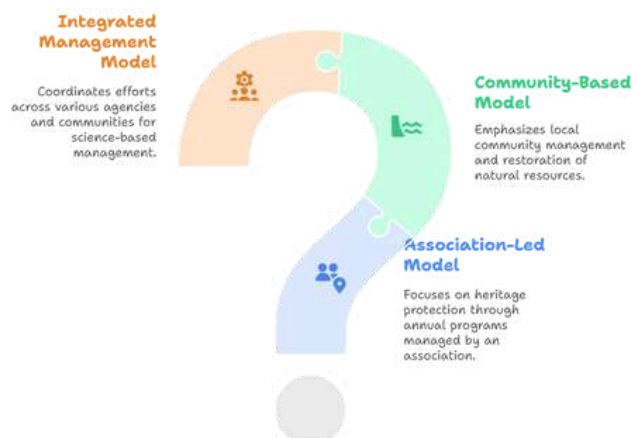 Integrated
Management
Model
Coordinates efforts
across various agencies
and communities for
science-based
management.
Community-Based
Model
Emphasizes local
community management
and restoration of
natural resources.
Association-Led
Model
Focuses on heritage
protection through
annual programs
managed by an
association.